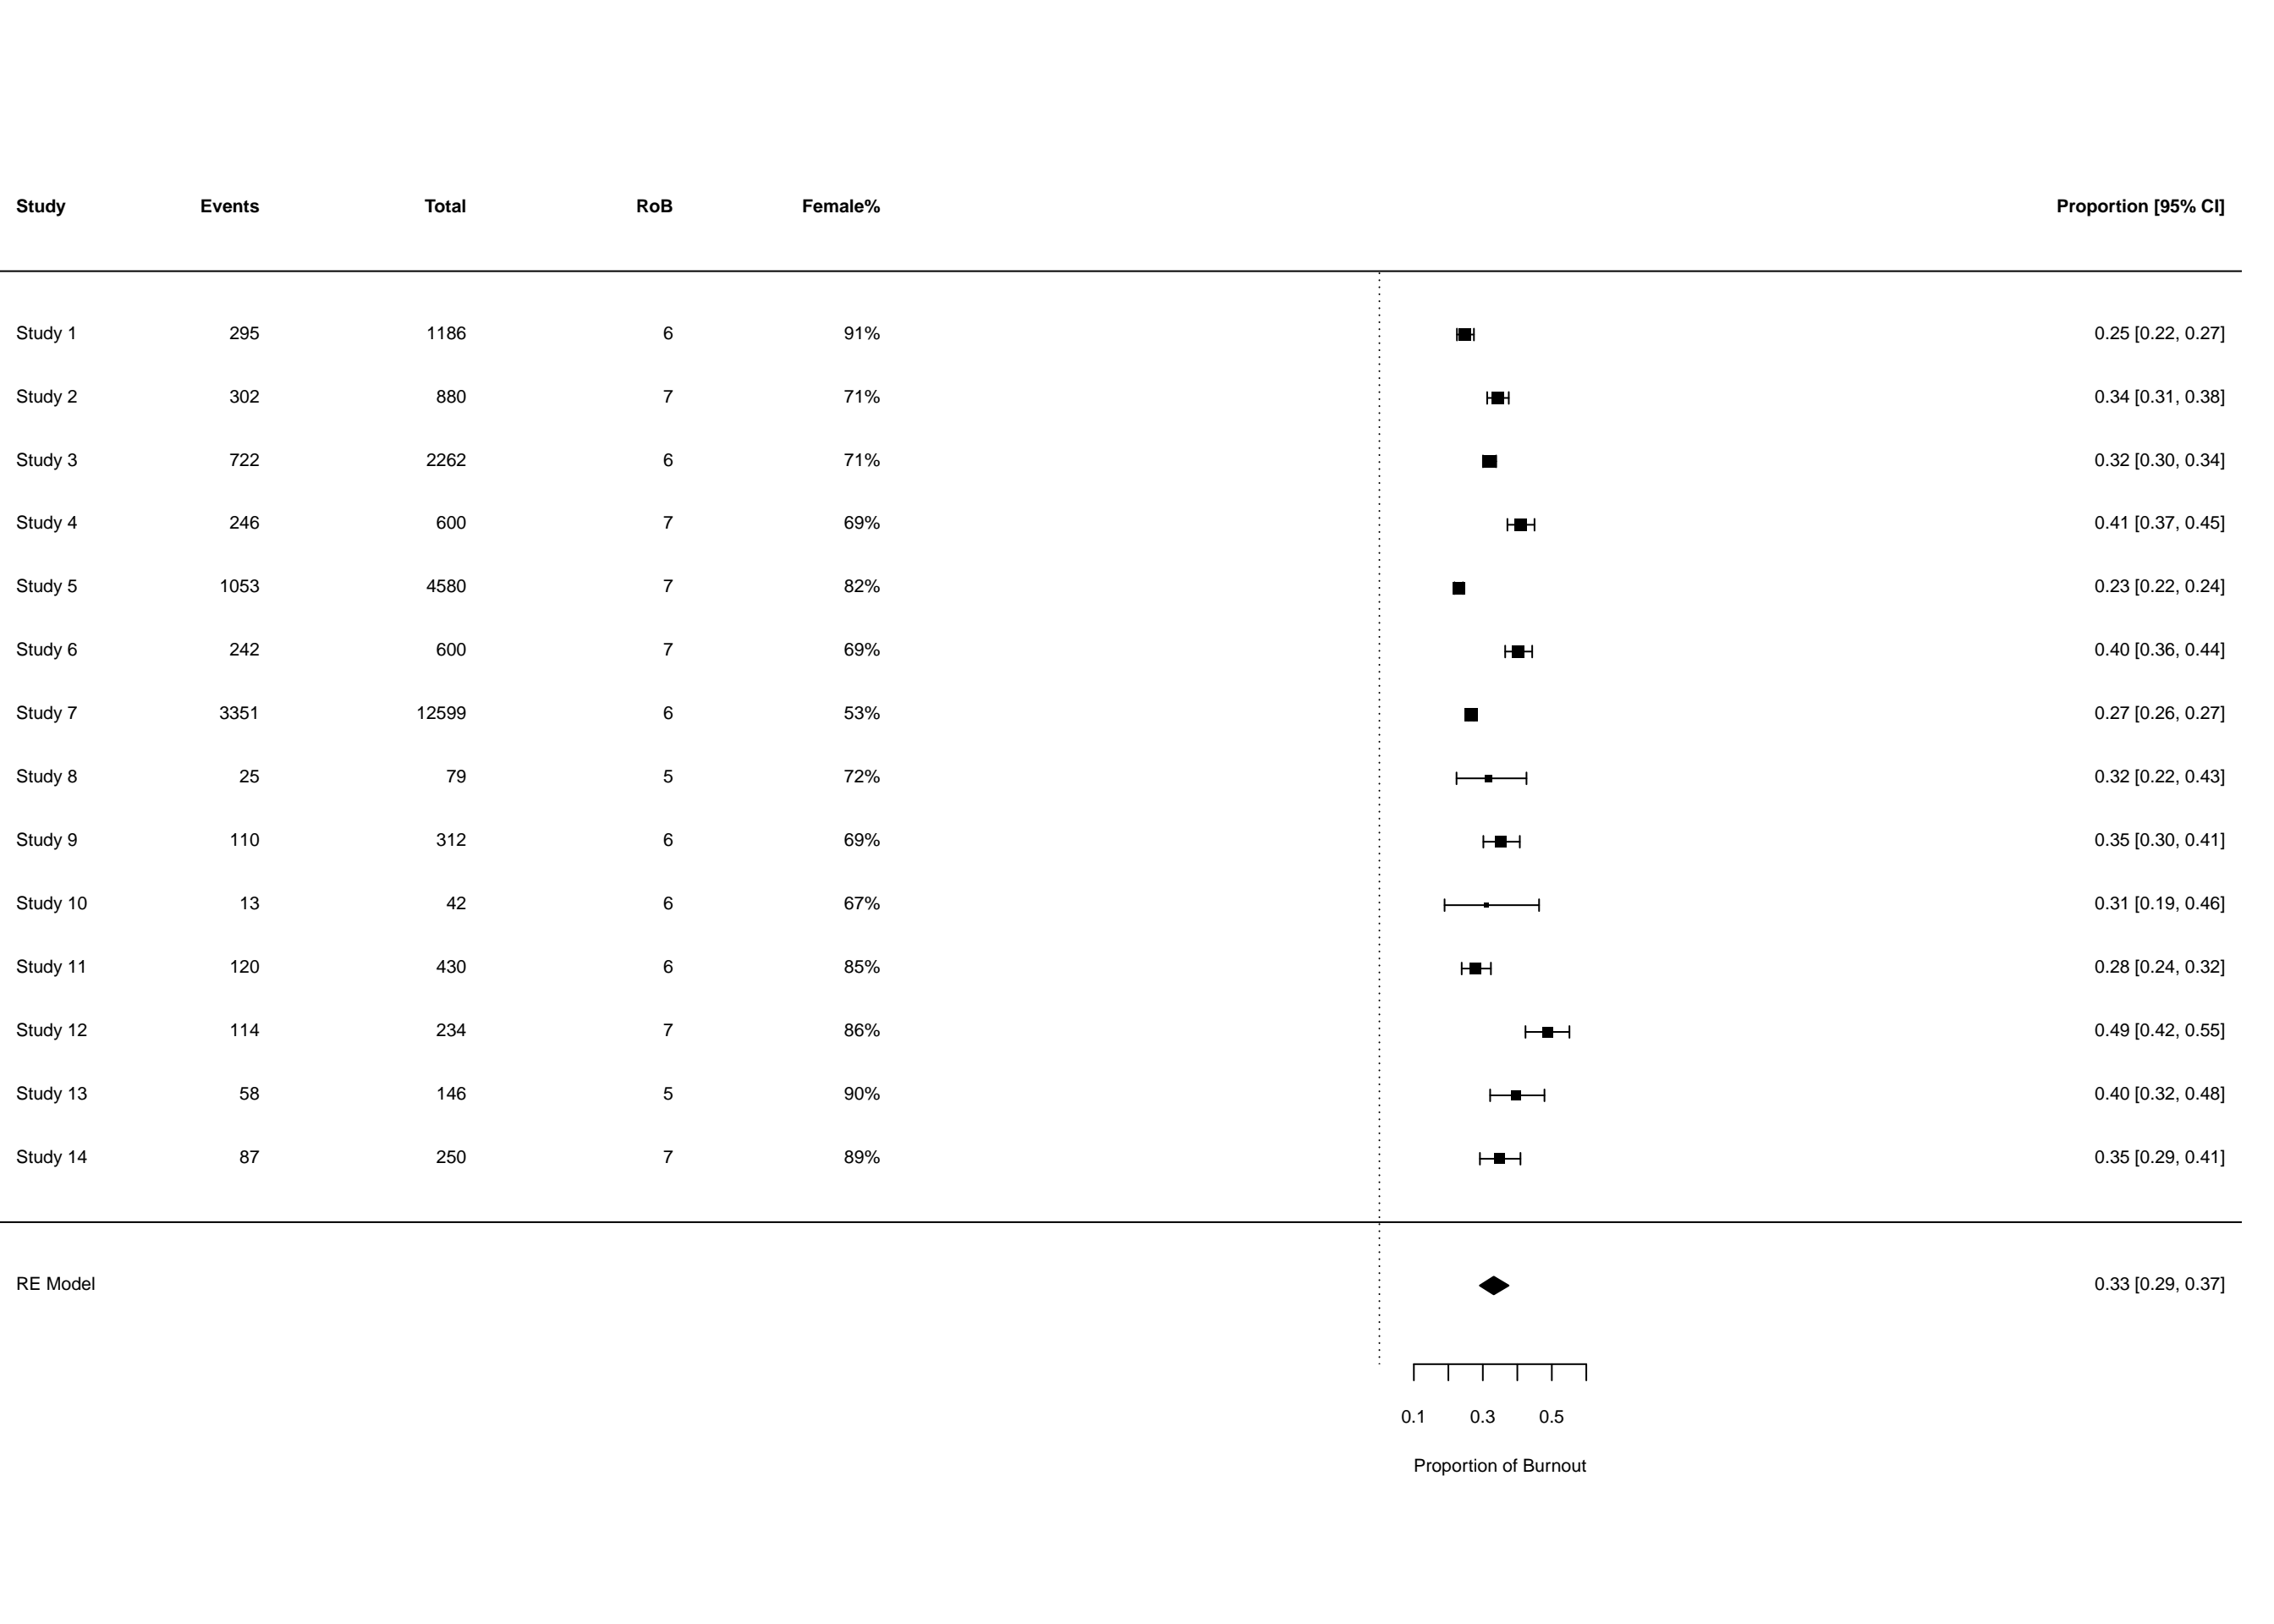 Study Events Total RoB Female% Proportion [95% CI]
Study 1 295 1186 6 91% 0.25 [0.22, 0.27]
Study 2 302 880 7 71% 0.34 [0.31, 0.38]
Study 3 722 2262 6 71% 0.32 [0.30, 0.34]
Study 4 246 600 7 69% 0.41 [0.37, 0.45]
Study 5 1053 4580 7 82% 0.23 [0.22, 0.24]
Study 6 242 600 7 69% 0.40 [0.36, 0.44]
Study 7 3351 12599 6 53% 0.27 [0.26, 0.27]
Study 8 25 79 5 72% 0.32 [0.22, 0.43]
Study 9 110 312 6 69% 0.35 [0.30, 0.41]
Study 10 13 42 6 67% 0.31 [0.19, 0.46]
Study 11 120 430 6 85% 0.28 [0.24, 0.32]
Study 12 114 234 7 86% 0.49 [0.42, 0.55]
Study 13 58 146 5 90% 0.40 [0.32, 0.48]
Study 14 87 250 7 89% 0.35 [0.29, 0.41]
RE Model 0.33 [0.29, 0.37]
0.1 0.3 0.5
Proportion of Burnout